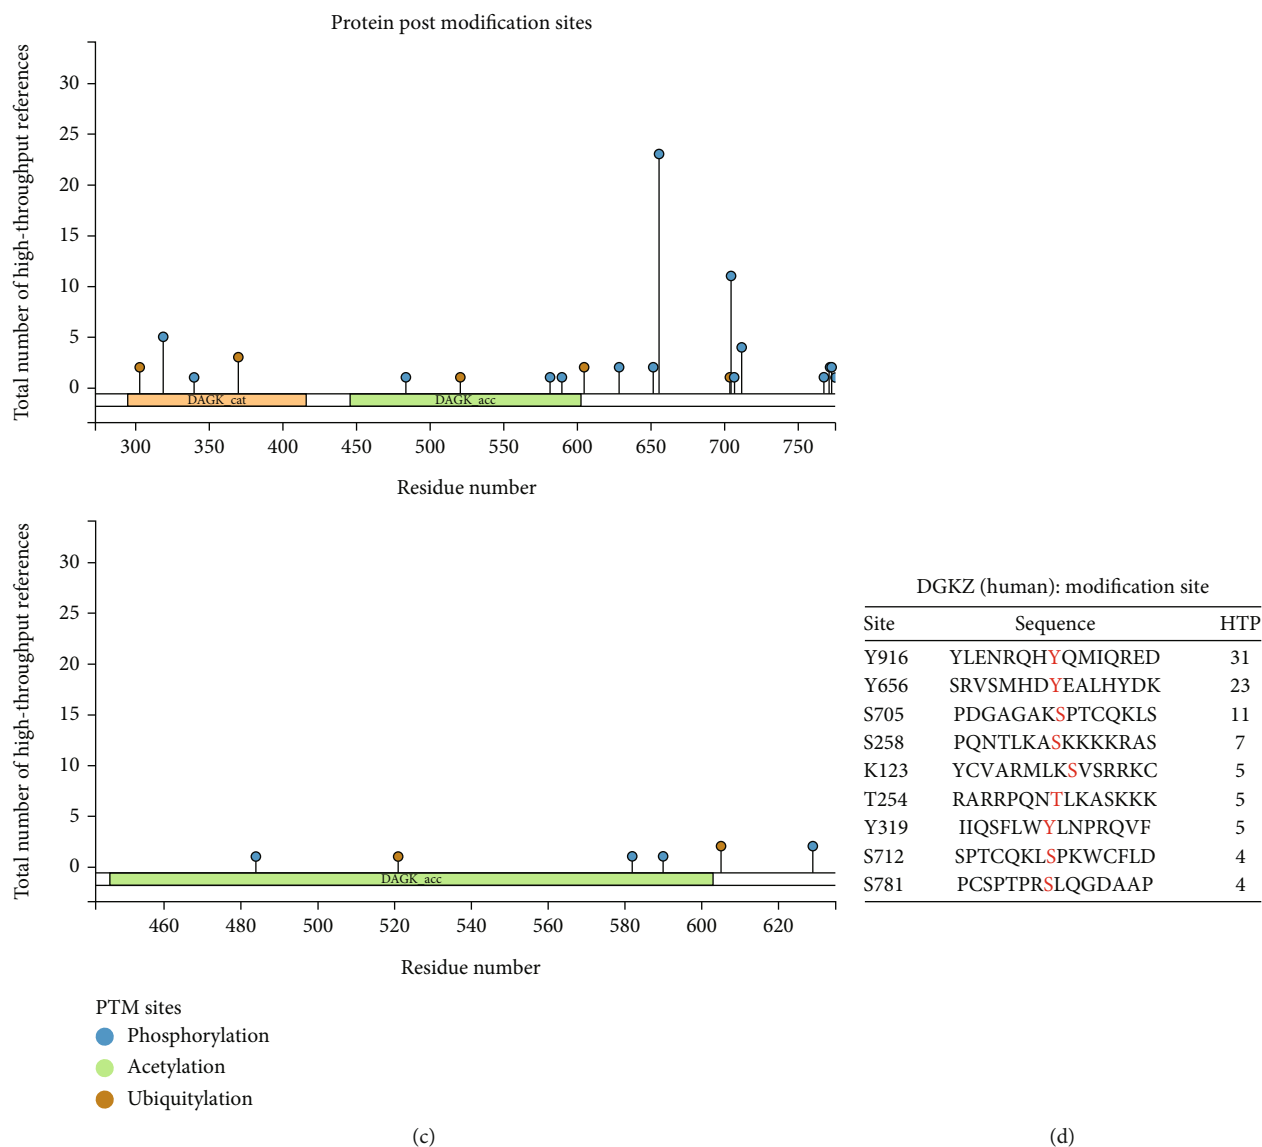 Protein post modification sites
Total number of high-throughput references
30
25
20
15
10
5
0
DAGK_cat
DAGK_acc
300 350 400 450 500 550 600 650 700 750
Residue number
Total number of high-throughput references
30
25
20
15
10
5
0
DAGK_acc
460 480 500 520 540 560 580 600 620
Residue number
PTM sites
Phosphorylation
Acetylation
Ubiquitylation
(c)
DGKZ (human): modification site
Site Sequence HTP
Y916 YLENRQHYQMIQRED 31
Y656 SRVSMHDYEALHYDK 23
S705 PDGAGAKSPTCQKLS 11
S258 PQNTLKASKKKKRAS 7
K123 YCVARMLKSVSRRKC 5
T254 RARRPQNTLKASKKK 5
Y319 IIQSFLWYLNPRQVF 5
S712 SPTCQKLSPKWCFLD 4
S781 PCSPTPRSLQGDAAP 4
(d)